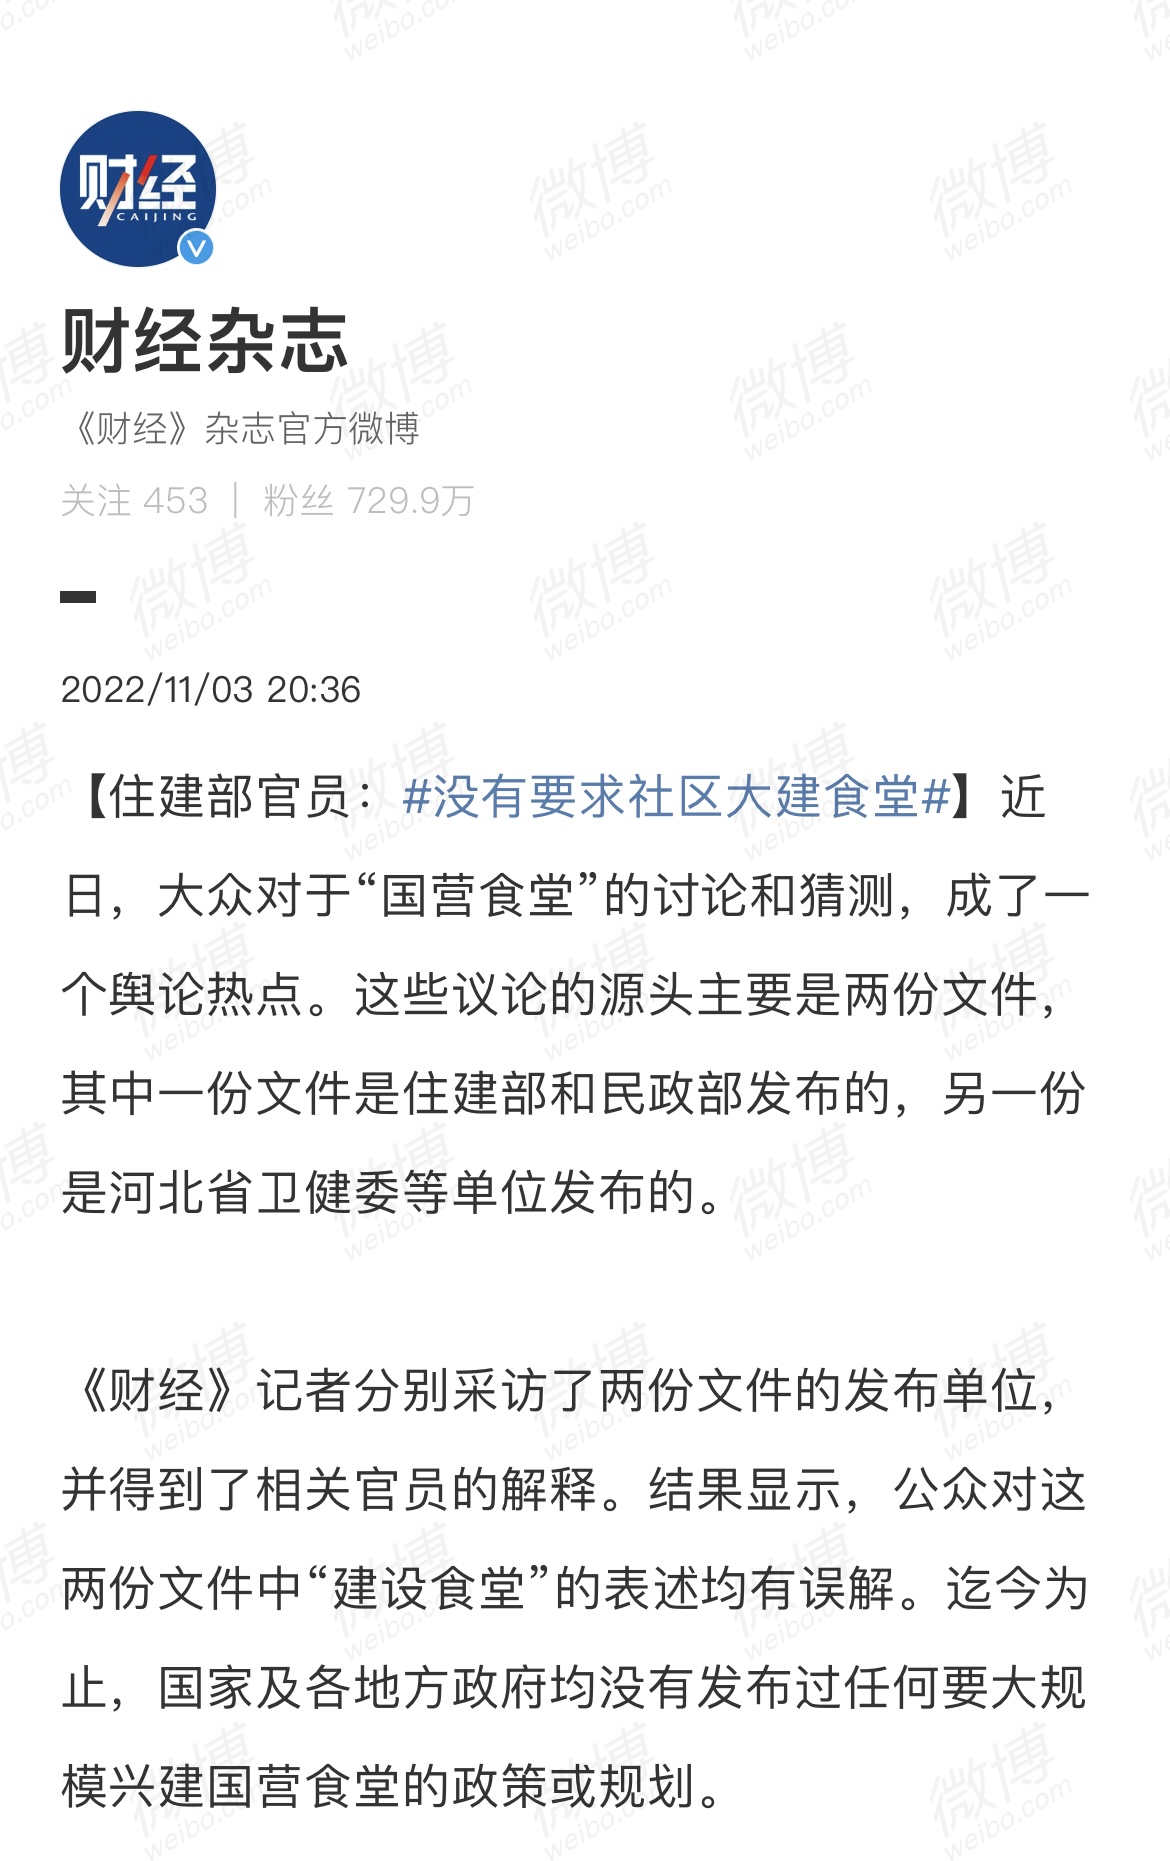 财经
CAIJING
财经杂志
《财经》杂志官方微博
关注 453 | 粉丝 729.9万
2022/11/03 20:36
【住建部官员：#没有要求社区大建食堂#】近
日，大众对于“国营食堂”的讨论和猜测，成了一
个舆论热点。这些议论的源头主要是两份文件，
其中一份文件是住建部和民政部发布的，另一份
是河北省卫健委等单位发布的。
《财经》记者分别采访了两份文件的发布单位，
并得到了相关官员的解释。结果显示，公众对这
两份文件中“建设食堂”的表述均有误解。迄今为
止，国家及各地方政府均没有发布过任何要大规
模兴建国营食堂的政策或规划。
微博
weibo.com